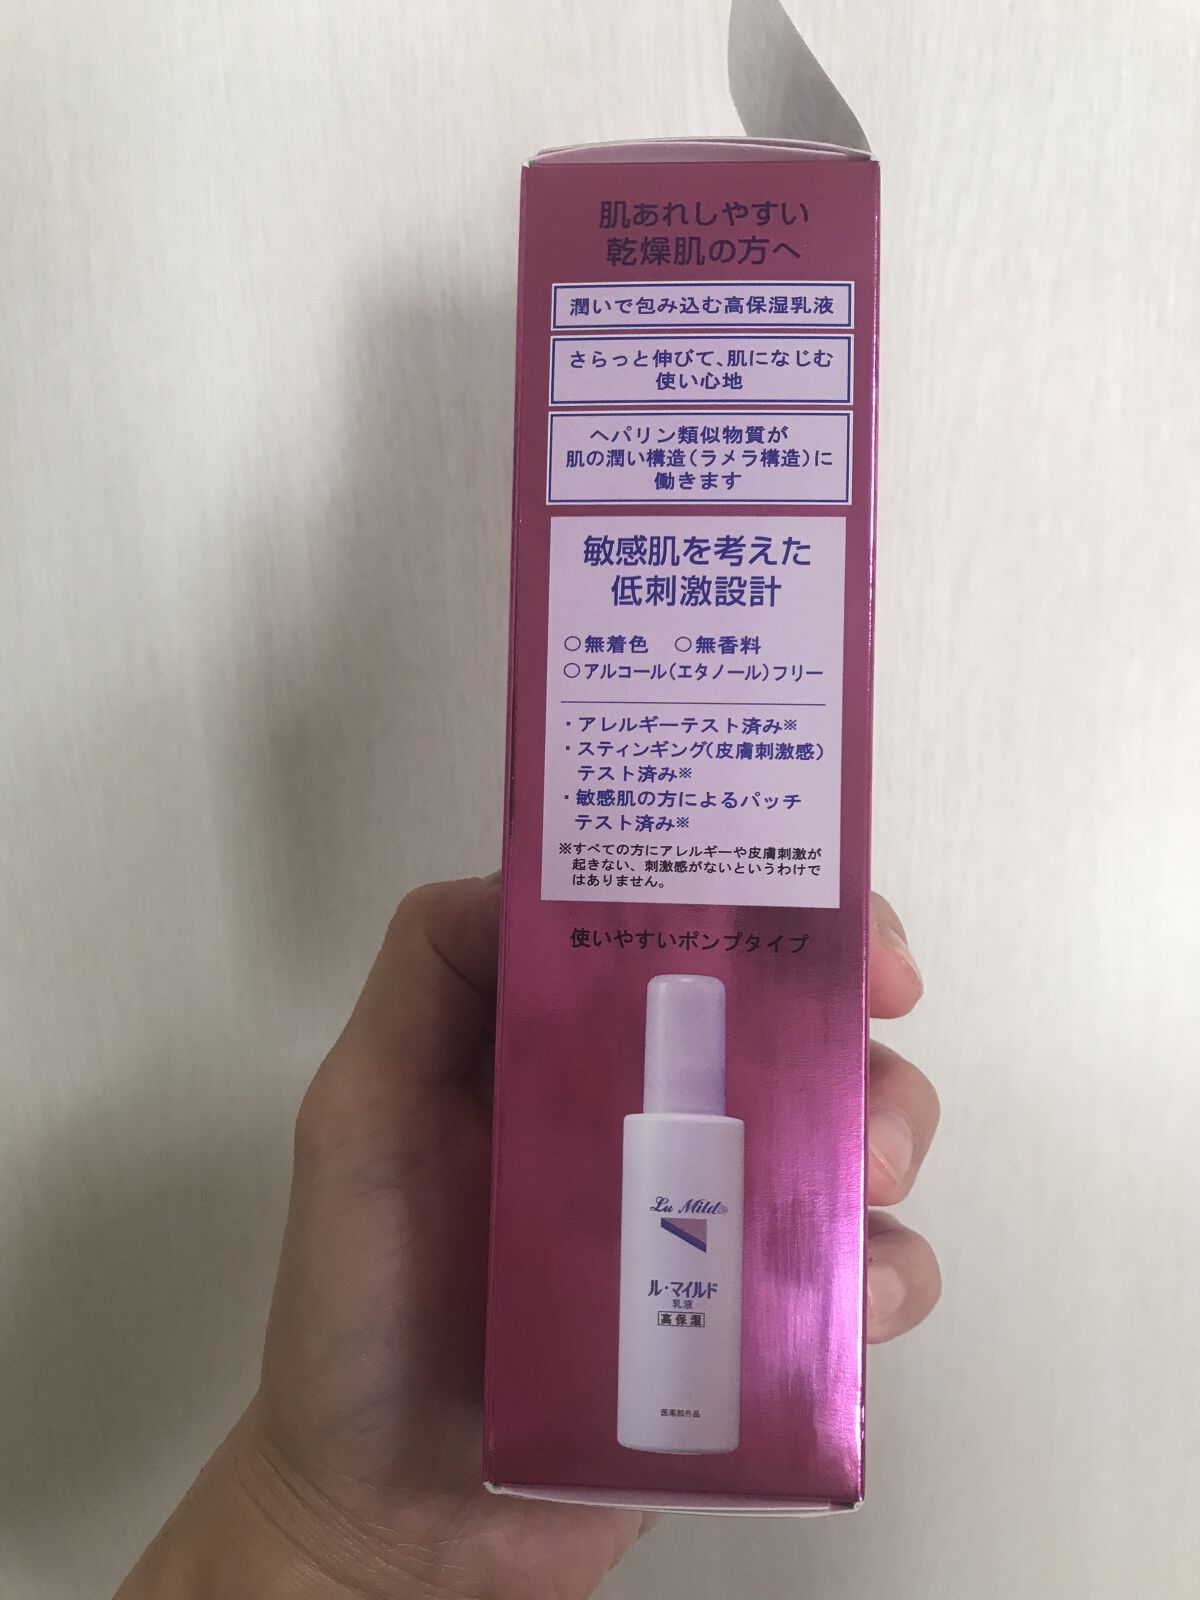 肌あれしやすい
乾燥肌の方へ
潤いで包み込む高保湿乳液
さらっと伸びて、肌になじむ
使い心地
ヘパリン類似物質が
肌の潤い構造(ラメラ構造)に
働きます
敏感肌を考えた
低刺激設計
○無着色 ○無香料
○アルコール(エタノール)フリー
・アレルギーテスト済み※
・スティンギング(皮膚刺激感)
テスト済み※
・敏感肌の方によるパッチ
テスト済み※
※すべての方にアレルギーや皮膚刺激が
起きない、刺激感がないというわけで
はありません。
使いやすいポンプタイプ
Lu Mild
ル・マイルド
乳液
高保湿
医薬部外品